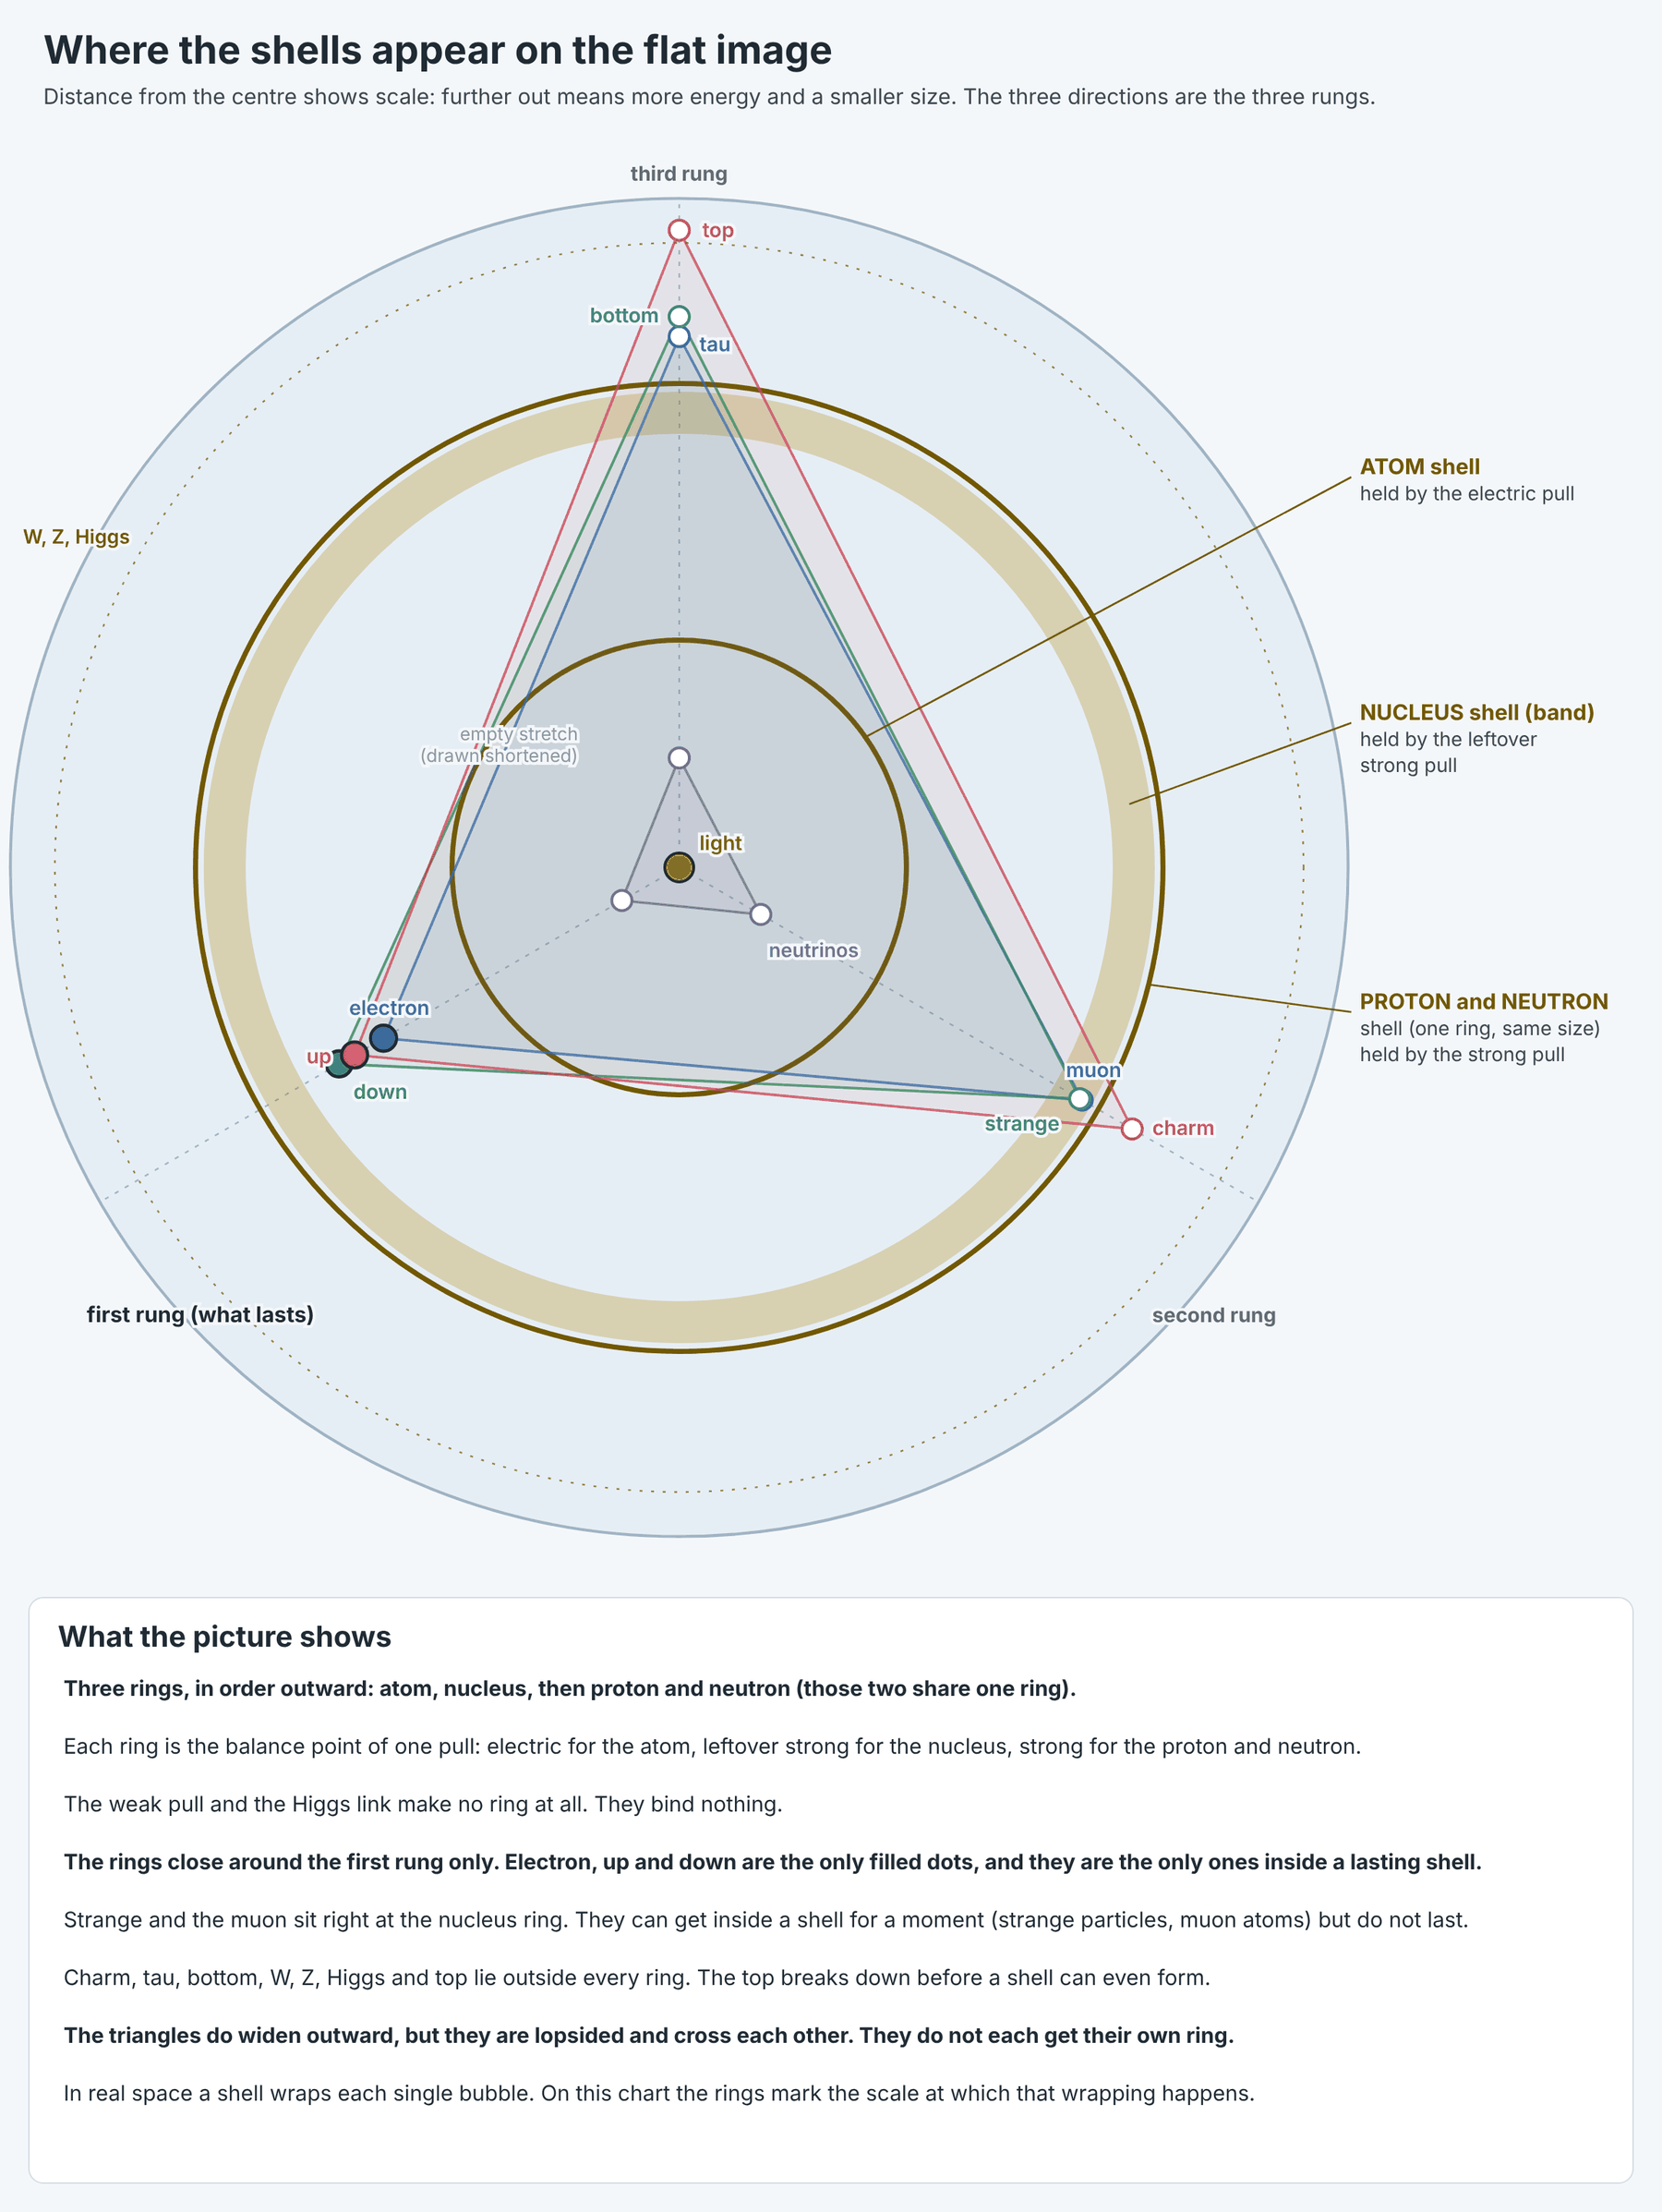 Where the shells appear on the flat image
Distance from the centre shows scale: further out means more energy and a smaller size. The three directions are the three rungs.
third rung
top
bottom
tau
ATOM shell
held by the electric pull
W, Z, Higgs
NUCLEUS shell (band)
held by the leftover
strong pull
empty stretch
(drawn shortened)
light
neutrinos
PROTON and NEUTRON
shell (one ring, same size)
held by the strong pull
electron
up
down
muon
strange
charm
first rung (what lasts)
second rung
What the picture shows
Three rings, in order outward: atom, nucleus, then proton and neutron (those two share one ring).
Each ring is the balance point of one pull: electric for the atom, leftover strong for the nucleus, strong for the proton and neutron.
The weak pull and the Higgs link make no ring at all. They bind nothing.
The rings close around the first rung only. Electron, up and down are the only filled dots, and they are the only ones inside a lasting shell.
Strange and the muon sit right at the nucleus ring. They can get inside a shell for a moment (strange particles, muon atoms) but do not last.
Charm, tau, bottom, W, Z, Higgs and top lie outside every ring. The top breaks down before a shell can even form.
The triangles do widen outward, but they are lopsided and cross each other. They do not each get their own ring.
In real space a shell wraps each single bubble. On this chart the rings mark the scale at which that wrapping happens.